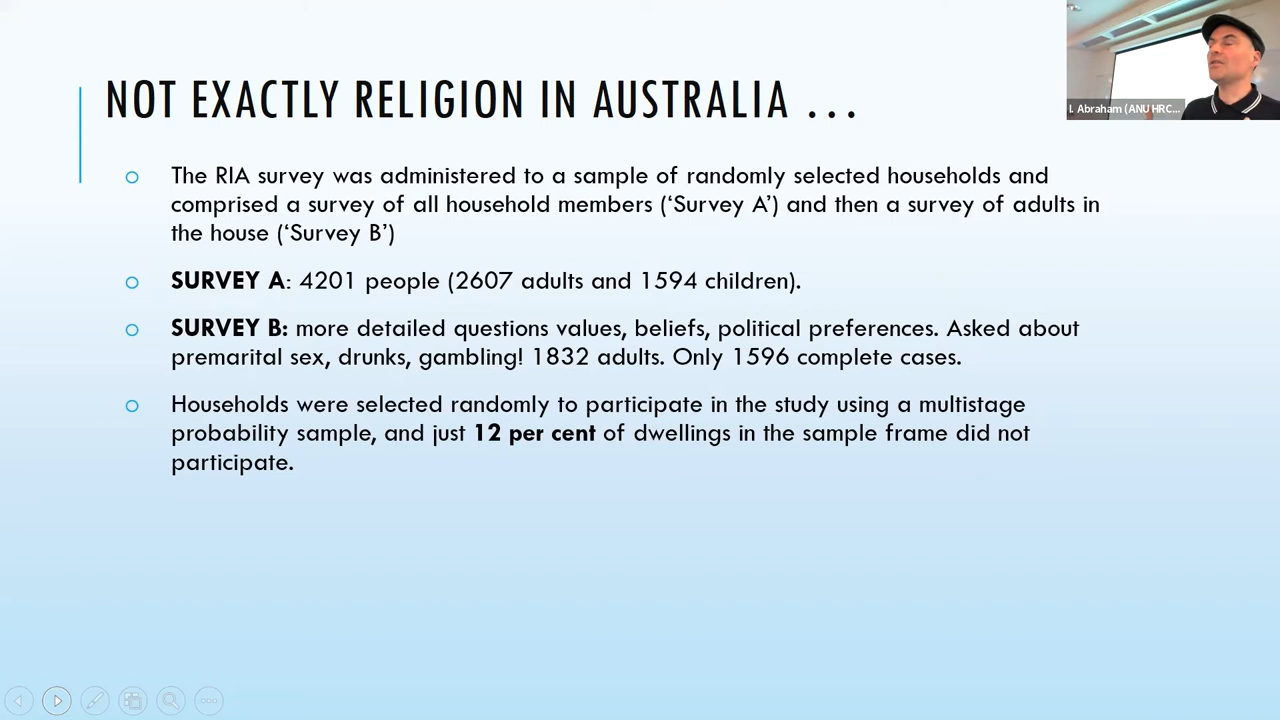 NOT EXACTLY RELIGION IN AUSTRALIA ...
I. Abraham (ANU HRC...
The RIA survey was administered to a sample of randomly selected households and
comprised a survey of all household members (‘Survey A’) and then a survey of adults in
the house (‘Survey B’)
SURVEY A: 4201 people (2607 adults and 1594 children).
SURVEY B: more detailed questions values, beliefs, political preferences. Asked about
premarital sex, drunks, gambling! 1832 adults. Only 1596 complete cases.
Households were selected randomly to participate in the study using a multistage
probability sample, and just 12 per cent of dwellings in the sample frame did not
participate.